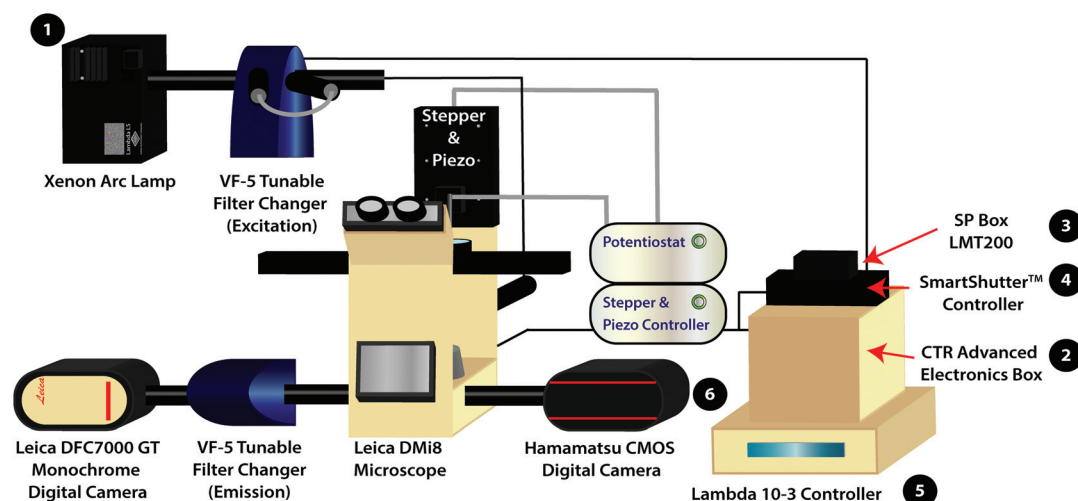 1
Lambda LS
Xenon Arc Lamp
VF-5 Tunable
Filter Changer
(Excitation)
Stepper
&
Piezo
Potentiostat
Stepper &
Piezo Controller
SP Box
LMT200
3
SmartShutter™
Controller
4
CTR Advanced
Electronics Box
2
Leica
Leica DFC7000 GT
Monochrome
Digital Camera
VF-5 Tunable
Filter Changer
(Emission)
Leica DMi8
Microscope
Hamamatsu CMOS
Digital Camera
6
Lambda 10-3 Controller
5